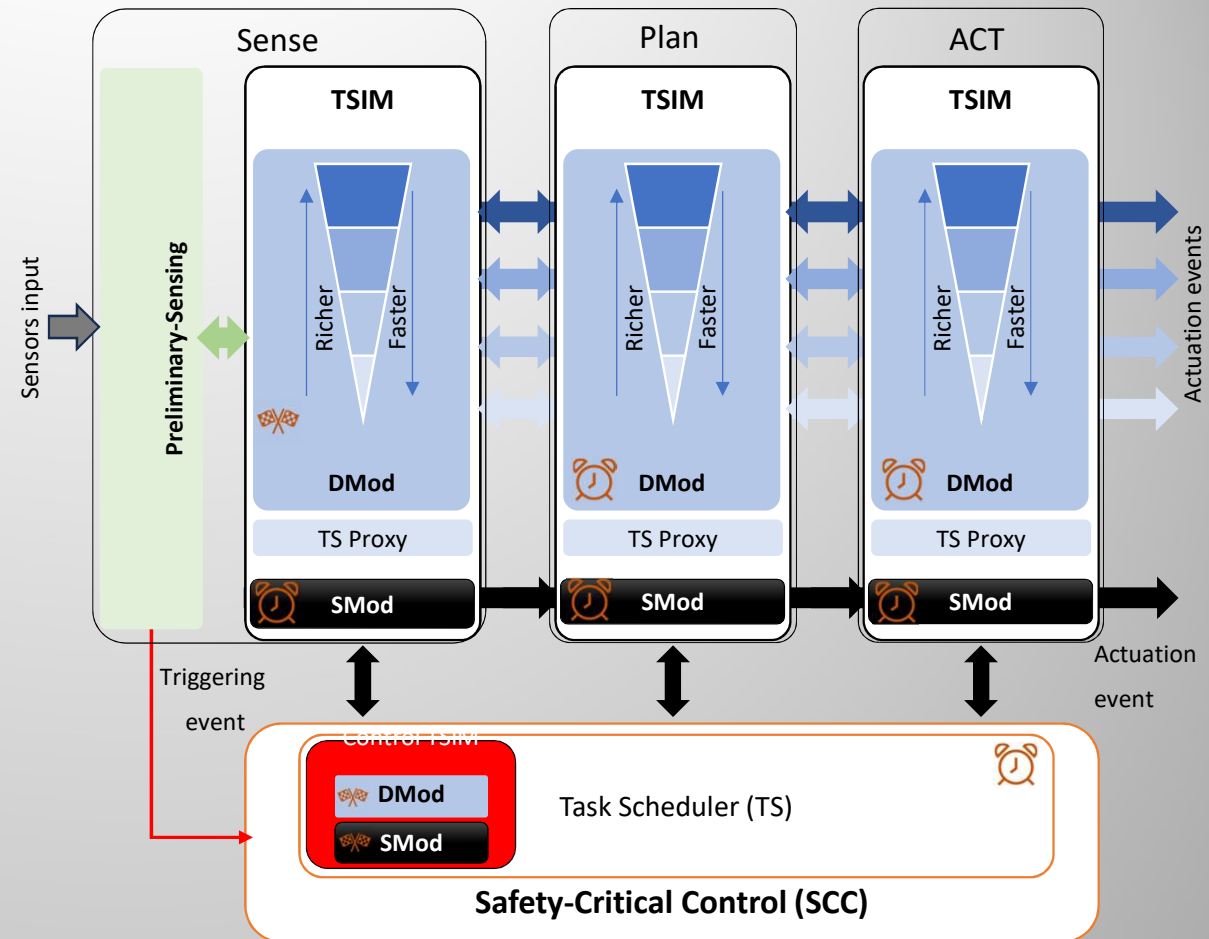 Sense
Plan
ACT
TSIM
TSIM
TSIM
Sensors input
Preliminary-Sensing
Richer
Faster
DMod
Richer
Faster
DMod
Richer
Faster
DMod
Actuation events
TS Proxy
TS Proxy
TS Proxy
SMod
SMod
SMod
Triggering
event
Actuation
event
Control TSIM
DMod
SMod
Task Scheduler (TS)
Safety-Critical Control (SCC)